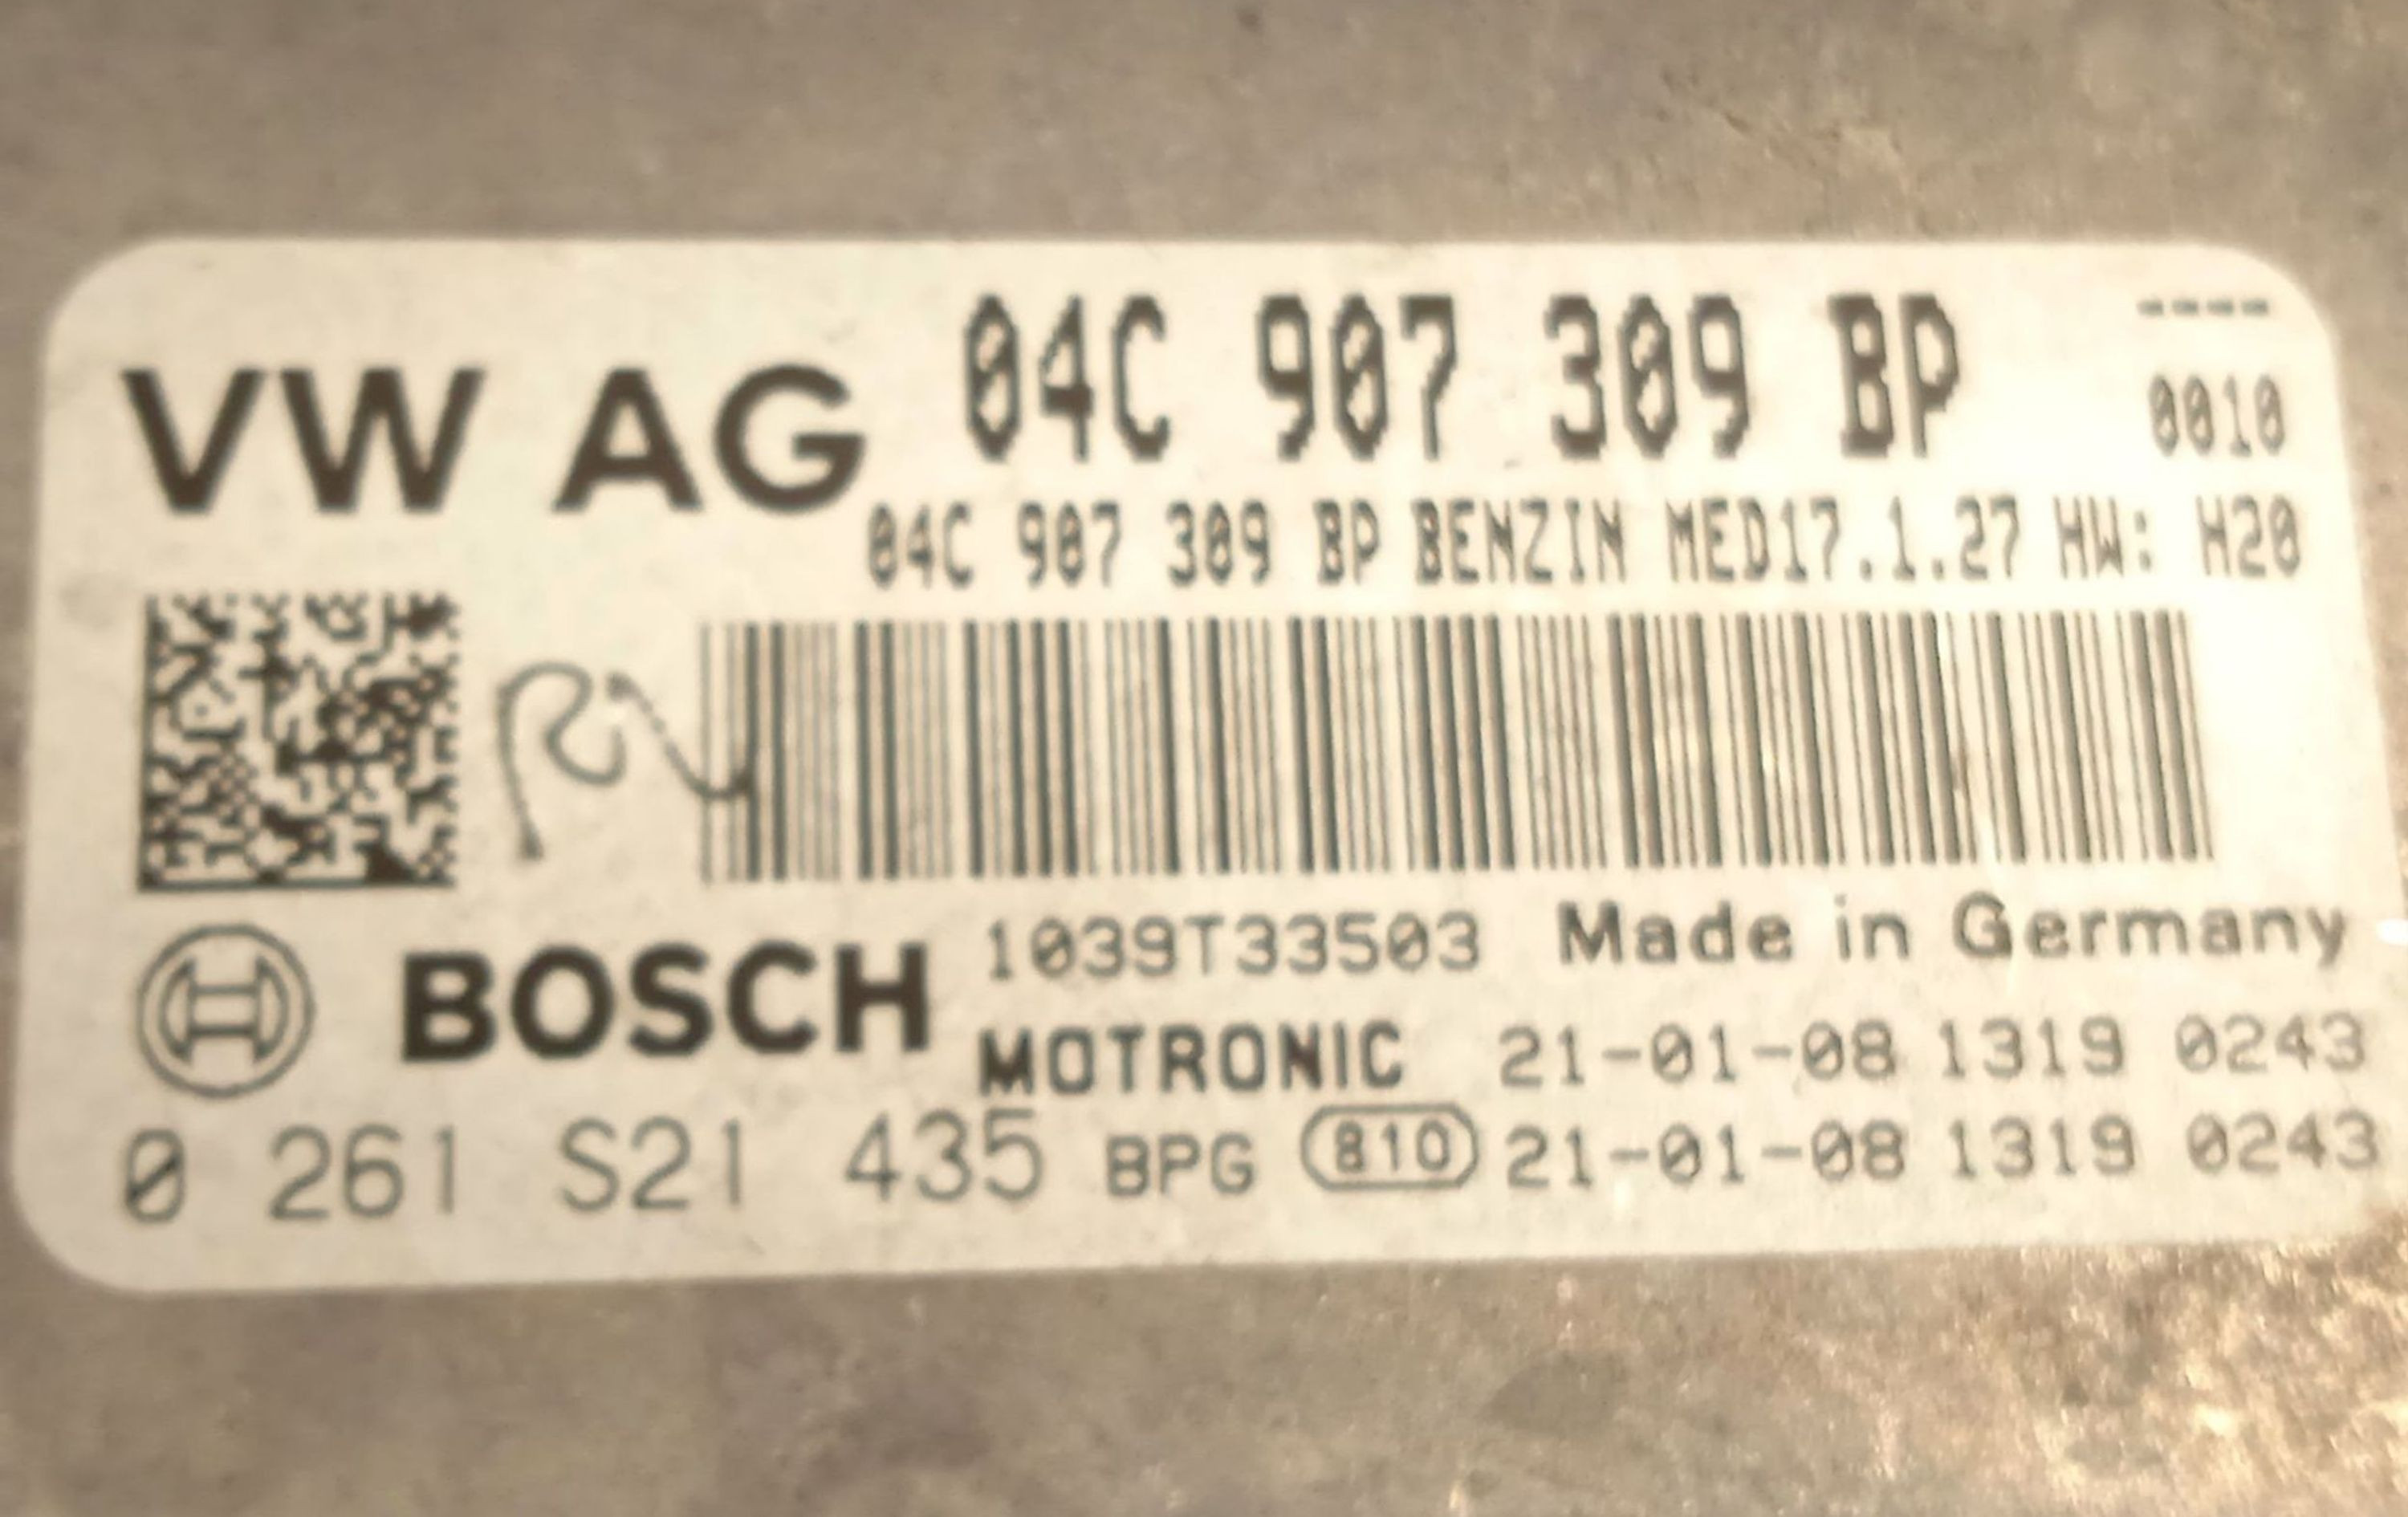 VW AG 04C 907 309 BP ----
0010
04C 907 309 BP BENZIN MED17.1.27 HW: H20
BOSCH 1039T33503 Made in Germany
MOTRONIC 21-01-08 1319 0243
0 261 S21 435 BPG 810 21-01-08 1319 0243